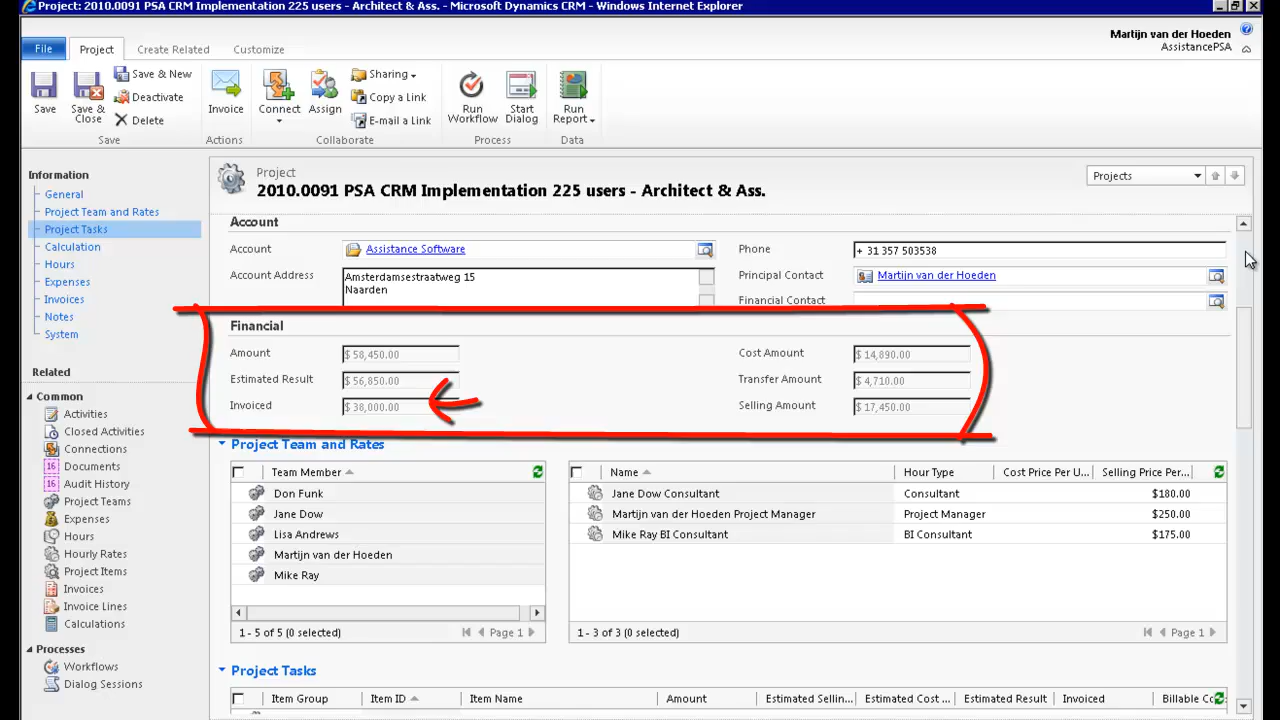 Project: 2010.0091 PSA CRM Implementation 225 users - Architect & Ass. - Microsoft Dynamics CRM - Windows Internet Explorer
File Project Create Related Customize
Martijn van der Hoeden
AssistancePSA
Save
Save & Close
Save & New
Deactivate
Delete
Save
Invoice
Actions
Connect
Assign
Sharing
Copy a Link
E-mail a Link
Collaborate
Run Workflow
Start Dialog
Process
Run Report
Data
Information
General
Project Team and Rates
Project Tasks
Calculation
Hours
Expenses
Invoices
Notes
System
Related
Common
Activities
Closed Activities
Connections
16 Documents
16 Audit History
Project Teams
Expenses
Hours
Hourly Rates
Project Items
Invoices
Invoice Lines
Calculations
Processes
Workflows
Dialog Sessions
Project
2010.0091 PSA CRM Implementation 225 users - Architect & Ass.
Projects
Account
Account Assistance Software
Phone + 31 357 503538
Account Address Amsterdamsestraatweg 15
Naarden
Principal Contact Martijn van der Hoeden
Financial Contact
Financial
Amount $ 58,450.00
Cost Amount $ 14,890.00
Estimated Result $ 56,850.00
Transfer Amount $ 4,710.00
Invoiced $ 38,000.00
Selling Amount $ 17,450.00
Project Team and Rates
Team Member
Don Funk
Jane Dow
Lisa Andrews
Martijn van der Hoeden
Mike Ray
1 - 5 of 5 (0 selected) Page 1
Name Hour Type Cost Price Per U... Selling Price Per...
Jane Dow Consultant Consultant $180.00
Martijn van der Hoeden Project Manager Project Manager $250.00
Mike Ray BI Consultant BI Consultant $175.00
1 - 3 of 3 (0 selected) Page 1
Project Tasks
Item Group Item ID Item Name Amount Estimated Sellin... Estimated Cost ... Estimated Result Invoiced Billable Co